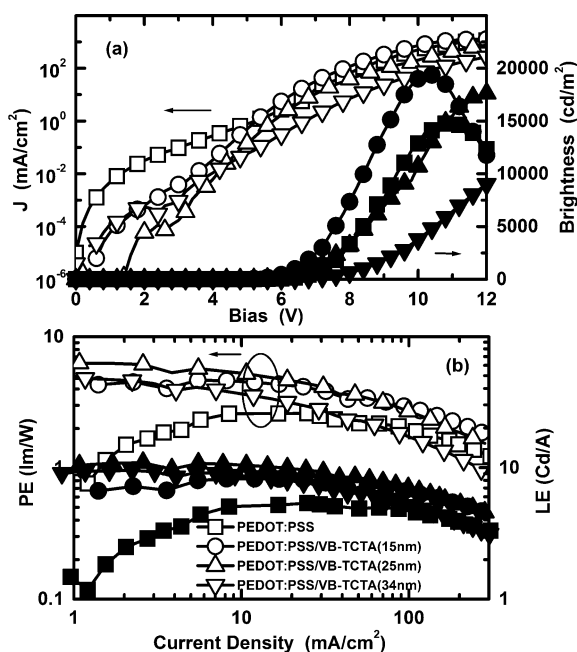 (a)
10²
10⁰
10⁻²
10⁻⁴
10⁻⁶
J (mA/cm²)
20000
15000
10000
5000
0
Brightness (cd/m²)
0 2 4 6 8 10 12
Bias (V)
(b)
10
1
0.1
PE (lm/W)
10
1
LE (Cd/A)
PEDOT:PSS
PEDOT:PSS/VB-TCTA(15nm)
PEDOT:PSS/VB-TCTA(25nm)
PEDOT:PSS/VB-TCTA(34nm)
1 10 100
Current Density (mA/cm²)